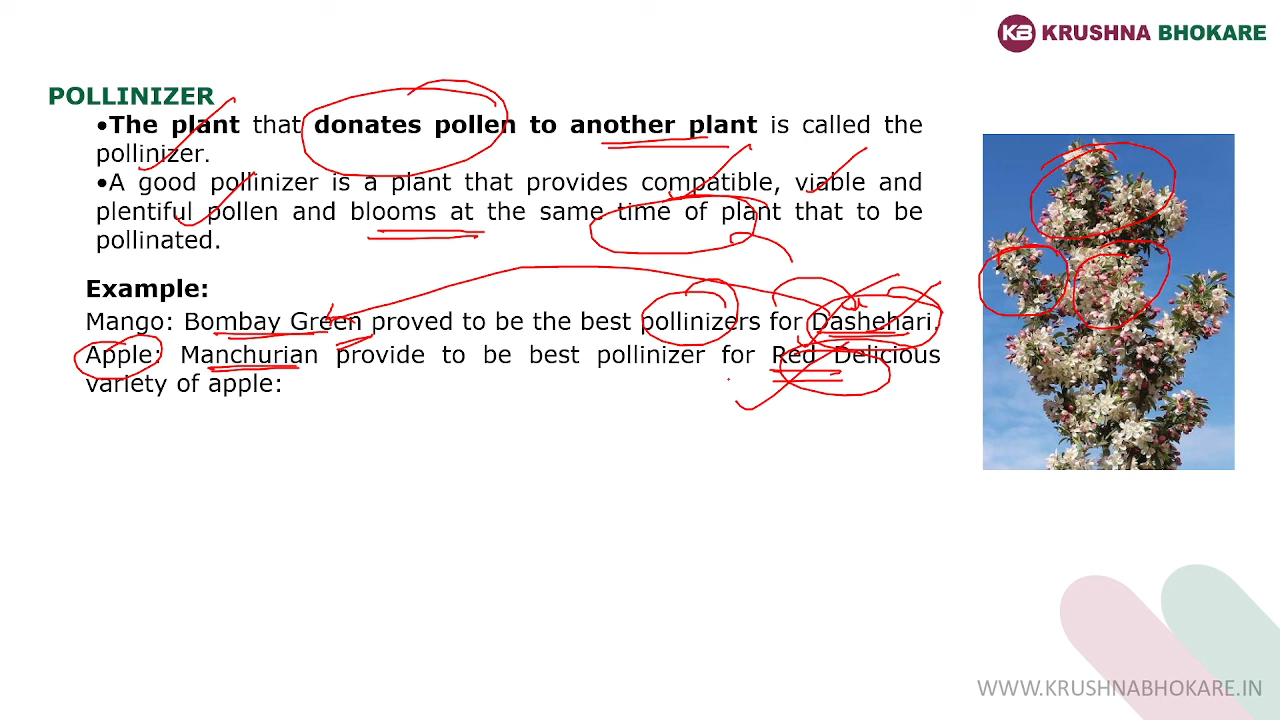 KB KRUSHNA BHOKARE
POLLINIZER
•The plant that donates pollen to another plant is called the
pollinizer.
•A good pollinizer is a plant that provides compatible, viable and
plentiful pollen and blooms at the same time of plant that to be
pollinated.
Example:
Mango: Bombay Green proved to be the best pollinizers for Dashehari.
Apple: Manchurian provide to be best pollinizer for Red Delicious
variety of apple:
WWW.KRUSHNABHOKARE.IN